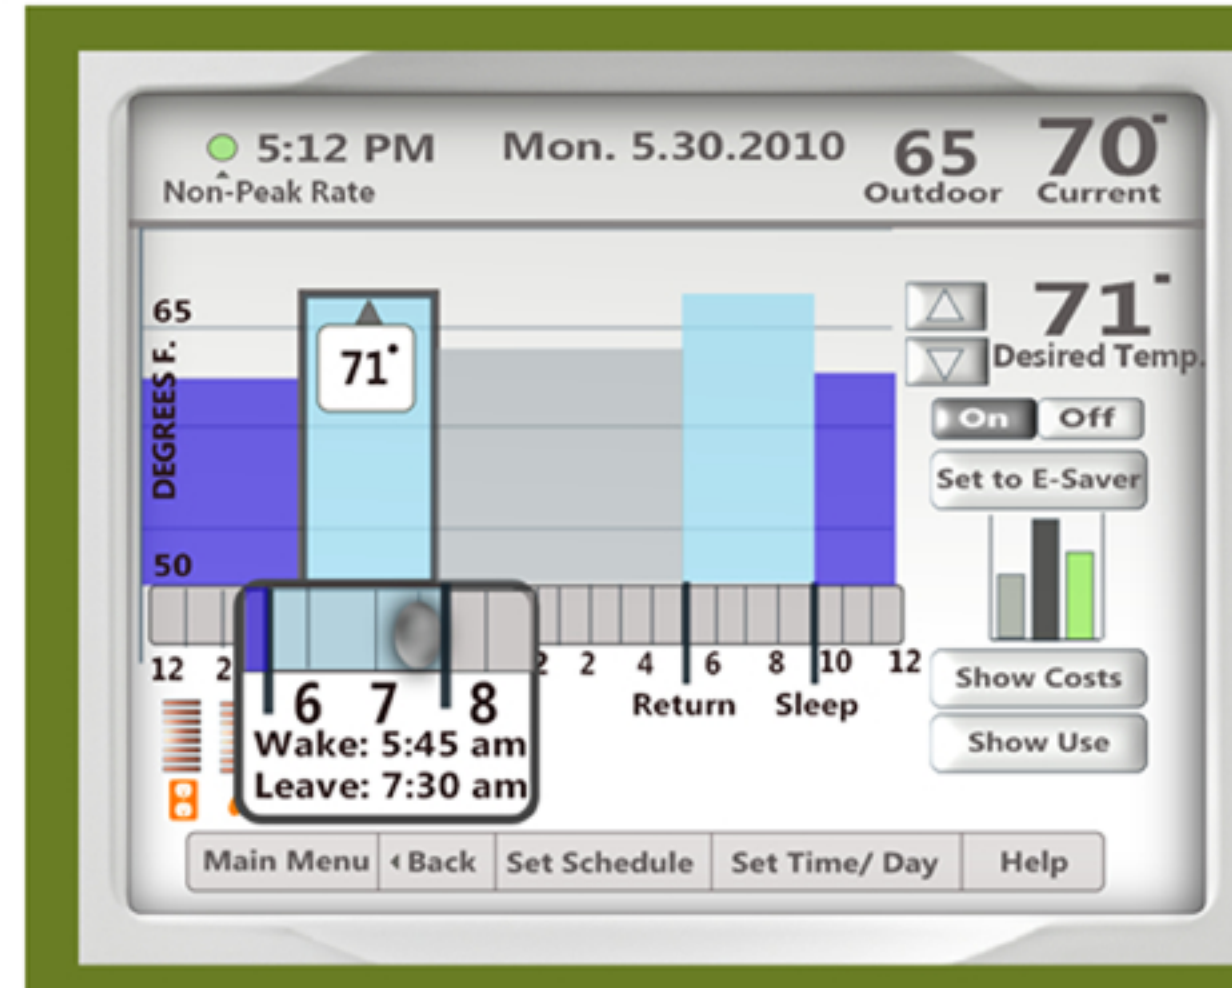 5:12 PM Mon. 5.30.2010 65 70
Non-Peak Rate Outdoor Current
65
DEGREES F.
71°
71
Desired Temp.
On Off
Set to E-Saver
50
12 2 2 2 4 6 8 10 12
Return Sleep
6 7 8
Wake: 5:45 am
Leave: 7:30 am
Show Costs
Show Use
Main Menu Back Set Schedule Set Time/ Day Help